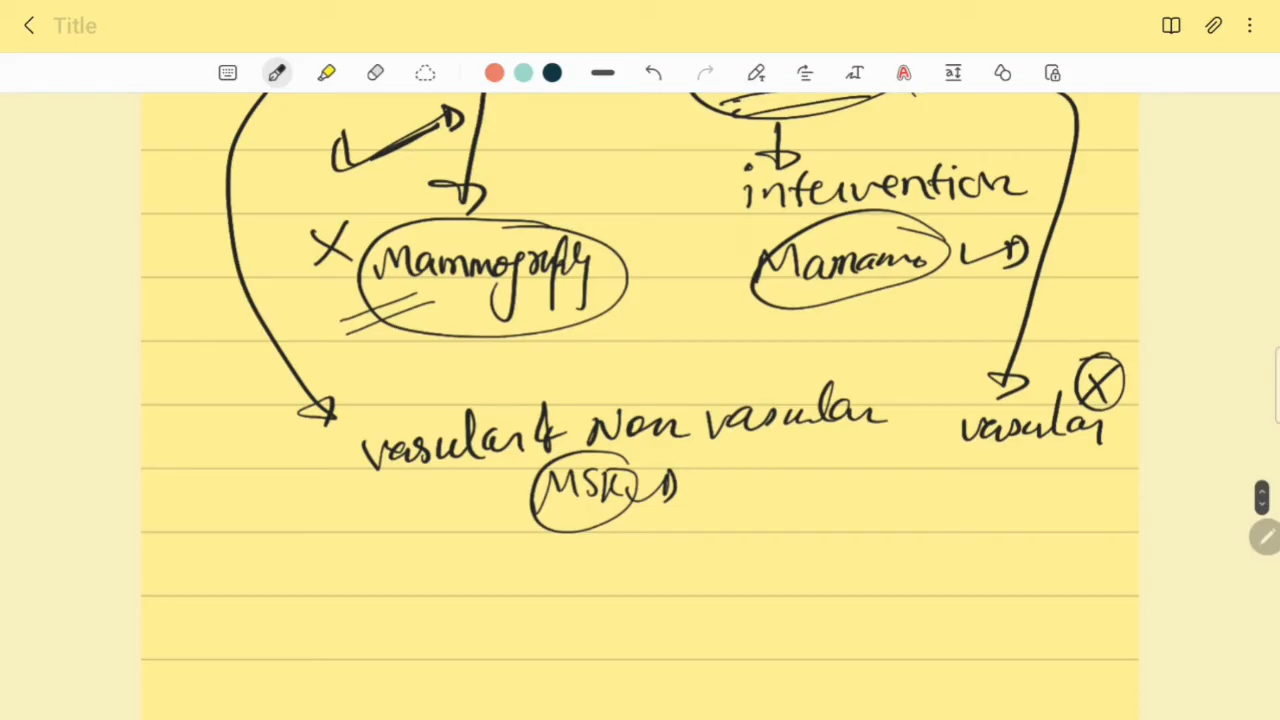 Title
intervention
X Mammography
Mamamo
X
vasular & Non vasular
vasular
MSK